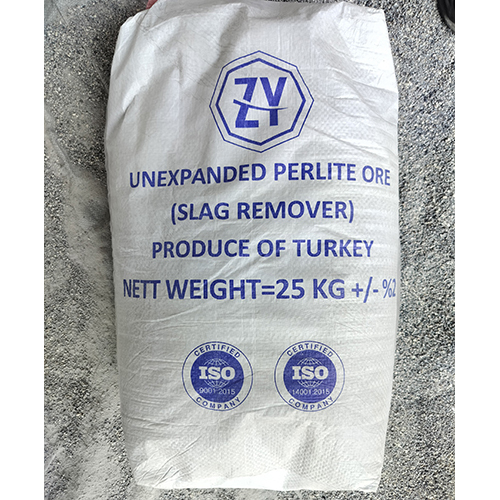 ZY
UNEXPANDED PERLITE ORE
(SLAG REMOVER)
PRODUCE OF TURKEY
NETT WEIGHT=25 KG +/- %2
CERTIFIED
ISO
9001:2015
COMPANY
CERTIFIED
ISO
14001:2015
COMPANY